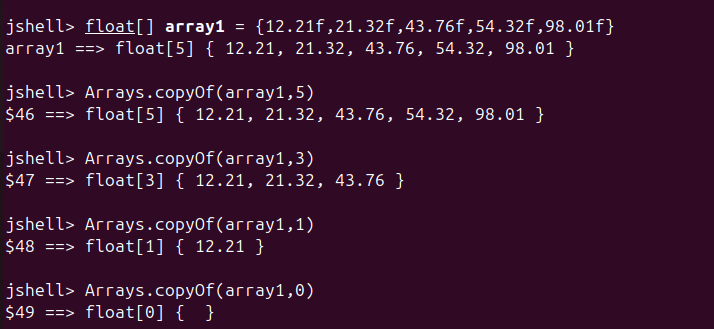 jshell> float[] array1 = {12.21f,21.32f,43.76f,54.32f,98.01f}
array1 ==> float[5] { 12.21, 21.32, 43.76, 54.32, 98.01 }
jshell> Arrays.copyOf(array1,5)
$46 ==> float[5] { 12.21, 21.32, 43.76, 54.32, 98.01 }
jshell> Arrays.copyOf(array1,3)
$47 ==> float[3] { 12.21, 21.32, 43.76 }
jshell> Arrays.copyOf(array1,1)
$48 ==> float[1] { 12.21 }
jshell> Arrays.copyOf(array1,0)
$49 ==> float[0] {  }